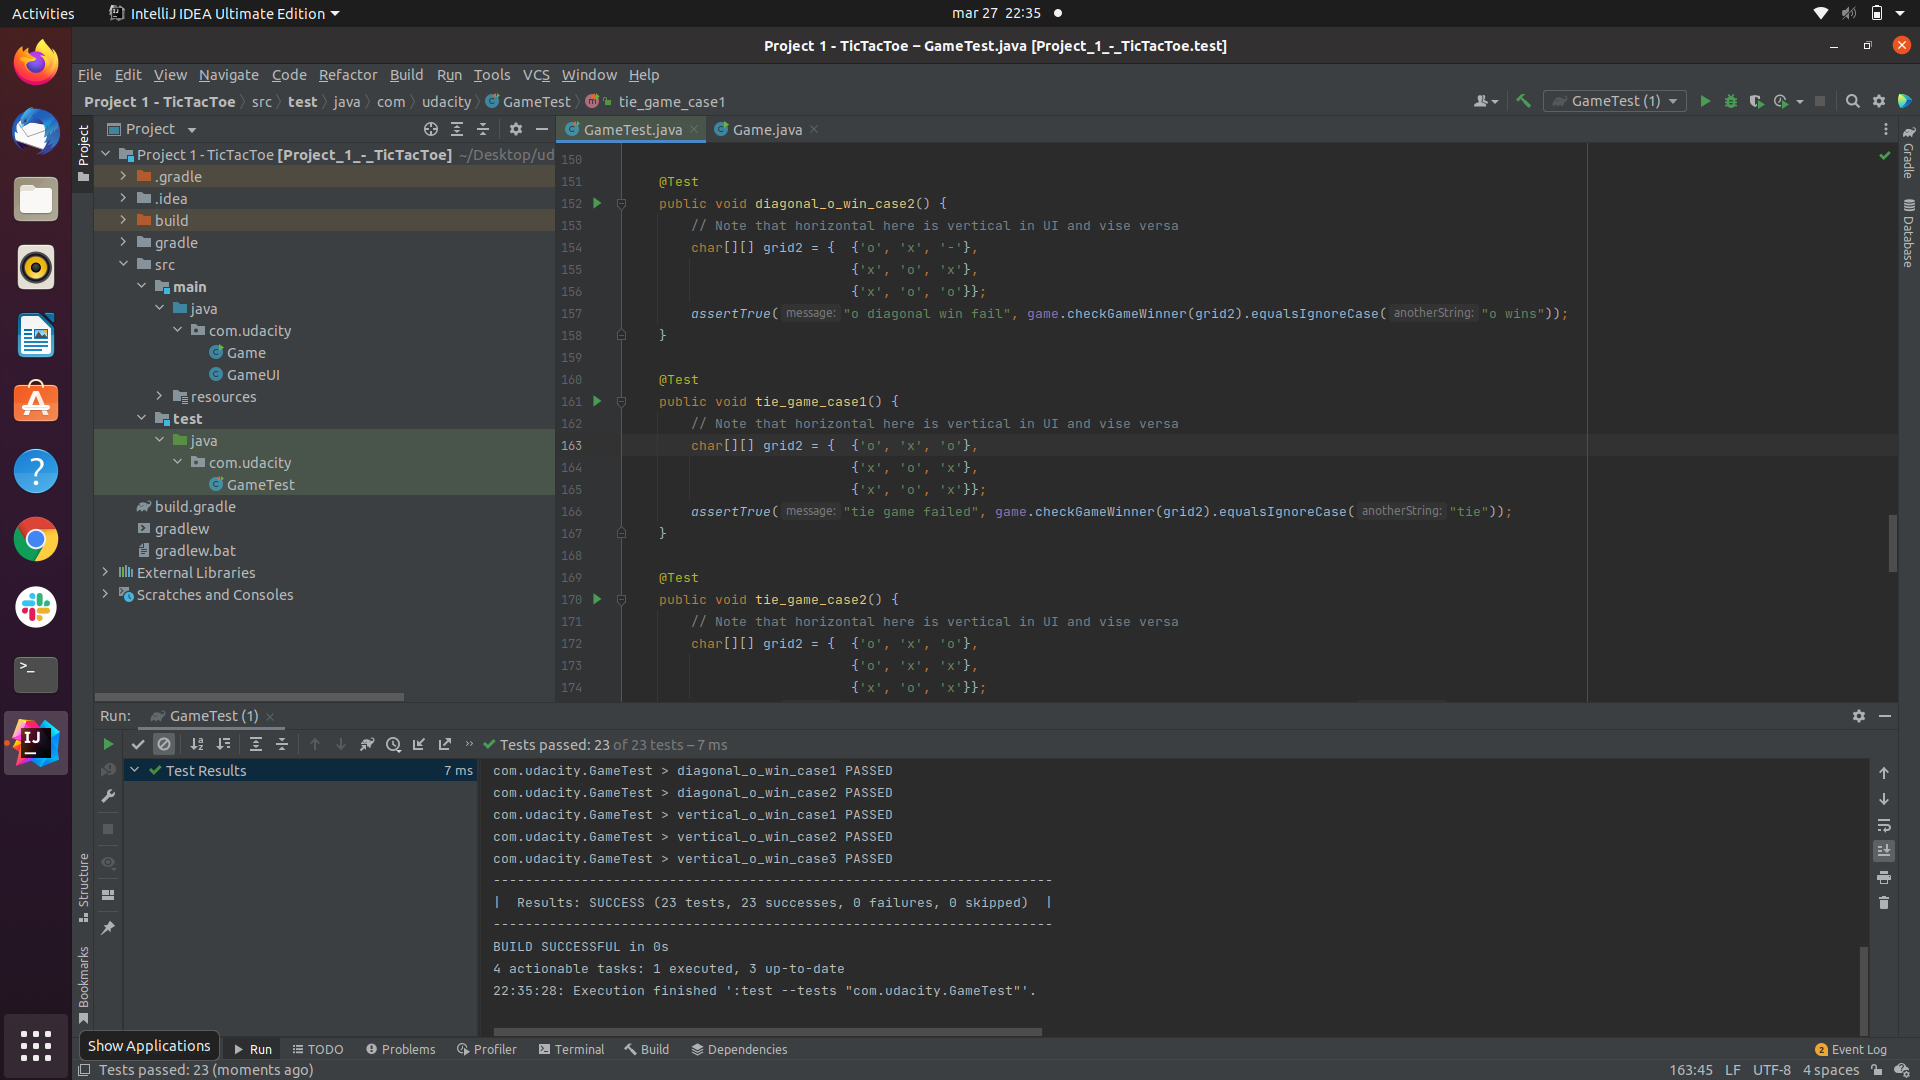 Activities
IntelliJ IDEA Ultimate Edition
mar 27 22:35
Project 1 - TicTacToe – GameTest.java [Project_1_-_TicTacToe.test]
File Edit View Navigate Code Refactor Build Run Tools VCS Window Help
Project 1 - TicTacToe src test java com udacity GameTest tie_game_case1
GameTest (1)
Project
Project
GameTest.java
Game.java
Gradle
Database
Project 1 - TicTacToe [Project_1_-_TicTacToe] ~/Desktop/ud
.gradle
.idea
build
gradle
src
main
java
com.udacity
Game
GameUI
resources
test
java
com.udacity
GameTest
build.gradle
gradlew
gradlew.bat
External Libraries
Scratches and Consoles
150
151 @Test
152 public void diagonal_o_win_case2() {
153 // Note that horizontal here is vertical in UI and vise versa
154 char[][] grid2 = { {'o', 'x', '-'},
155 {'x', 'o', 'x'},
156 {'x', 'o', 'o'}};
157 assertTrue( message: "o diagonal win fail", game.checkGameWinner(grid2).equalsIgnoreCase( anotherString: "o wins"));
158 }
159
160 @Test
161 public void tie_game_case1() {
162 // Note that horizontal here is vertical in UI and vise versa
163 char[][] grid2 = { {'o', 'x', 'o'},
164 {'x', 'o', 'x'},
165 {'x', 'o', 'x'}};
166 assertTrue( message: "tie game failed", game.checkGameWinner(grid2).equalsIgnoreCase( anotherString: "tie"));
167 }
168
169 @Test
170 public void tie_game_case2() {
171 // Note that horizontal here is vertical in UI and vise versa
172 char[][] grid2 = { {'o', 'x', 'o'},
173 {'o', 'x', 'x'},
174 {'x', 'o', 'x'}};
Run: GameTest (1)
Tests passed: 23 of 23 tests – 7 ms
Test Results 7 ms
com.udacity.GameTest > diagonal_o_win_case1 PASSED
com.udacity.GameTest > diagonal_o_win_case2 PASSED
com.udacity.GameTest > vertical_o_win_case1 PASSED
com.udacity.GameTest > vertical_o_win_case2 PASSED
com.udacity.GameTest > vertical_o_win_case3 PASSED
----------------------------------------------------------------------
| Results: SUCCESS (23 tests, 23 successes, 0 failures, 0 skipped) |
----------------------------------------------------------------------
BUILD SUCCESSFUL in 0s
4 actionable tasks: 1 executed, 3 up-to-date
22:35:28: Execution finished ':test --tests "com.udacity.GameTest"'.
Structure
Bookmarks
Show Applications
Run TODO Problems Profiler Terminal Build Dependencies
2 Event Log
Tests passed: 23 (moments ago)
163:45 LF UTF-8 4 spaces